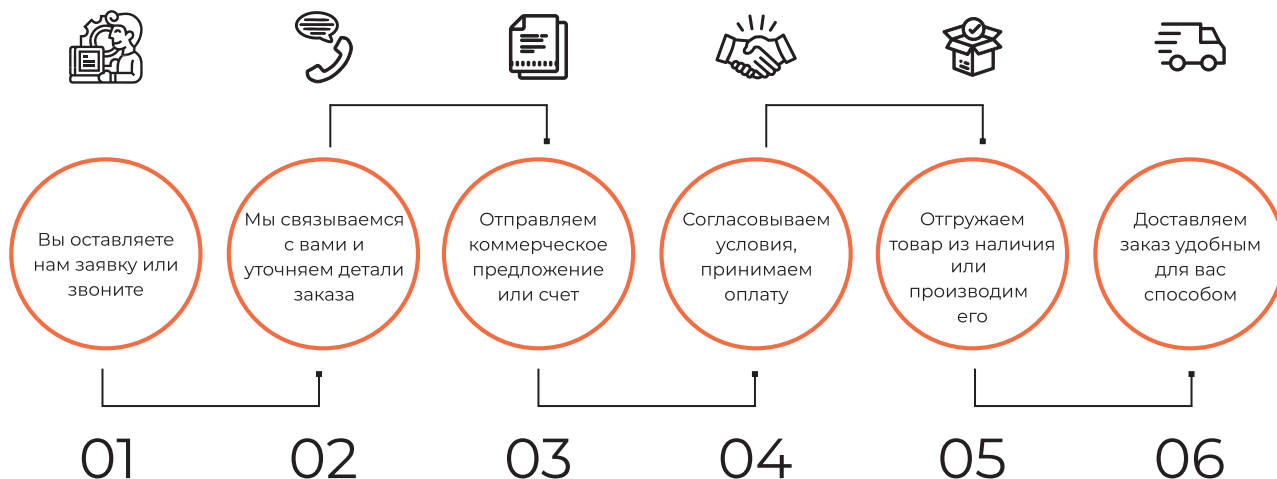 Вы оставляете
нам заявку или
звоните
Мы связываемся
с вами и
уточняем детали
заказа
Отправляем
коммерческое
предложение
или счет
Согласовываем
условия,
принимаем
оплату
Отгружаем
товар из наличия
или
производим
его
Доставляем
заказ удобным
для вас
способом
01
02
03
04
05
06